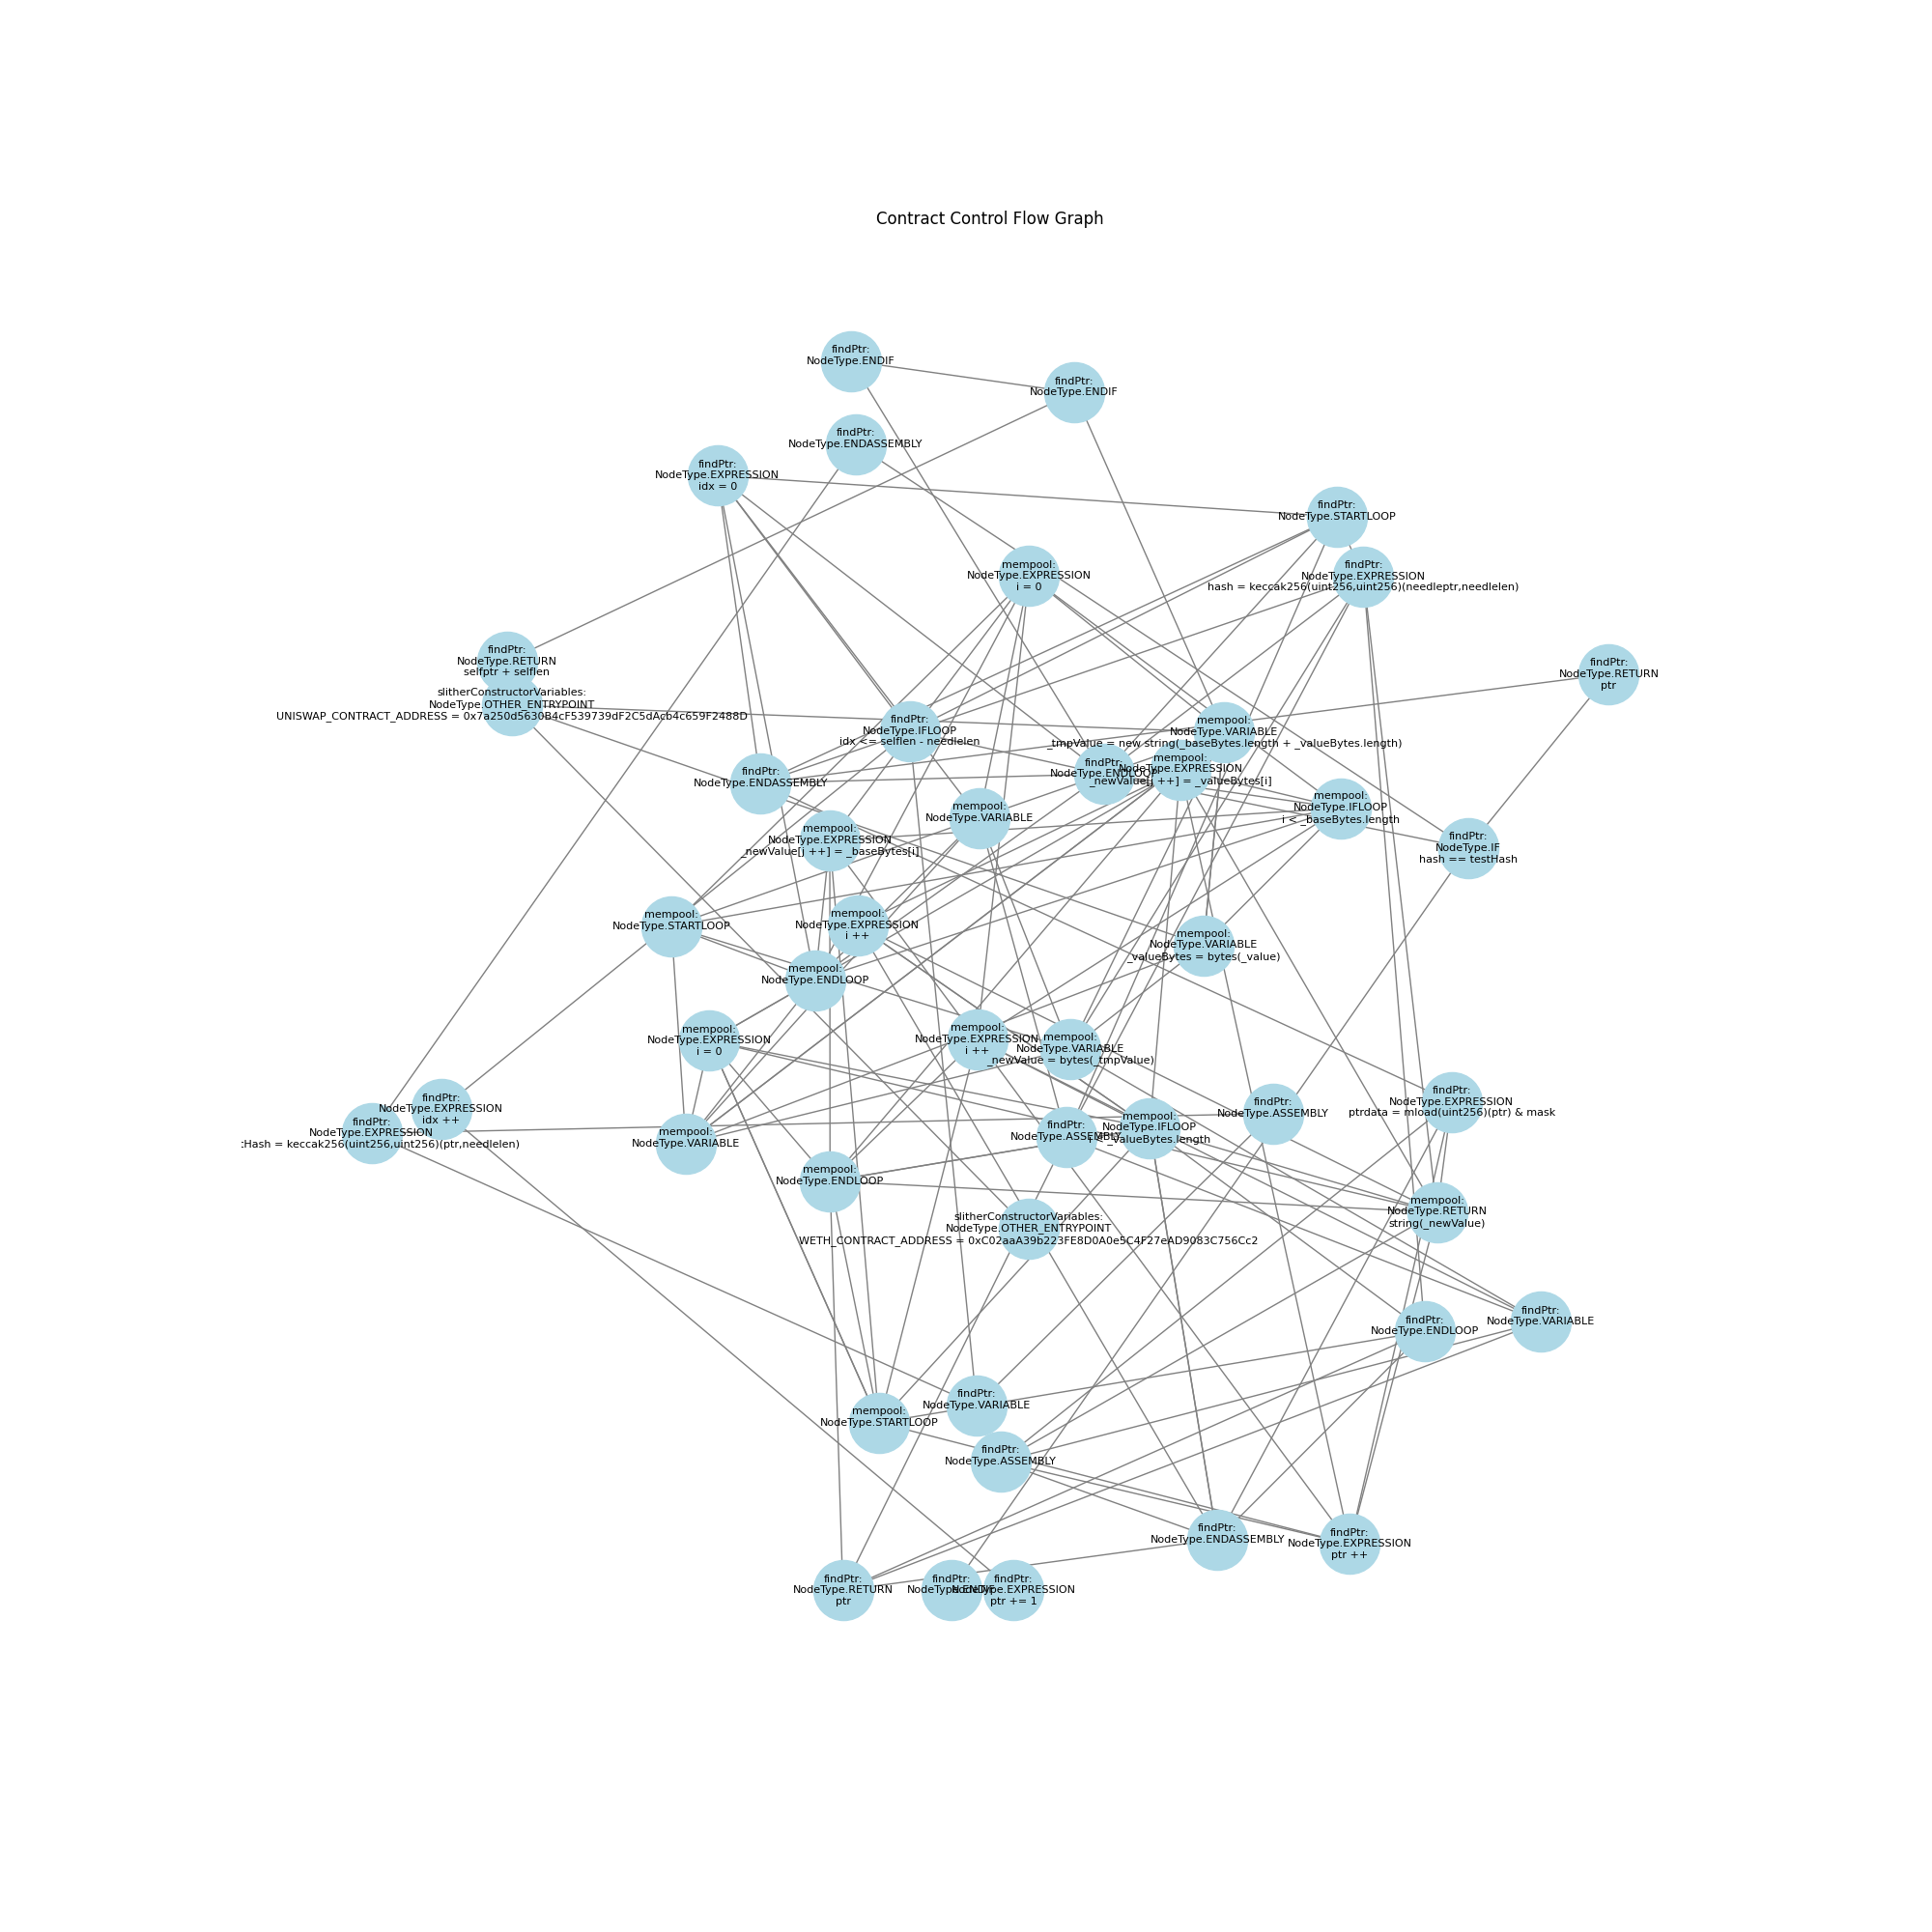 Contract Control Flow Graph
findPtr:
NodeType.ENDIF
findPtr:
NodeType.ENDIF
findPtr:
NodeType.ENDASSEMBLY
findPtr:
NodeType.EXPRESSION
idx = 0
findPtr:
NodeType.STARTLOOP
mempool:
NodeType.EXPRESSION
i = 0
findPtr:
NodeType.EXPRESSION
hash = keccak256(uint256,uint256)(needleptr,needlelen)
findPtr:
NodeType.RETURN
selfptr + selflen
findPtr:
NodeType.RETURN
ptr
slitherConstructorVariables:
NodeType.OTHER_ENTRYPOINT
UNISWAP_CONTRACT_ADDRESS = 0x7a250d5630B4cF539739dF2C5dAcb4c659F2488D
findPtr:
NodeType.IFLOOP
idx <= selflen - needlelen
mempool:
NodeType.VARIABLE
_tmpValue = new string(_baseBytes.length + _valueBytes.length)
findPtr:
NodeType.ENDLOOP
mempool:
NodeType.EXPRESSION
_newValue[j ++] = _valueBytes[i]
findPtr:
NodeType.ENDASSEMBLY
mempool:
NodeType.VARIABLE
mempool:
NodeType.IFLOOP
i < _baseBytes.length
mempool:
NodeType.EXPRESSION
_newValue[j ++] = _baseBytes[i]
findPtr:
NodeType.IF
hash == testHash
mempool:
NodeType.STARTLOOP
mempool:
NodeType.EXPRESSION
i ++
mempool:
NodeType.VARIABLE
_valueBytes = bytes(_value)
mempool:
NodeType.ENDLOOP
mempool:
NodeType.EXPRESSION
i = 0
mempool:
NodeType.EXPRESSION
i ++
mempool:
NodeType.VARIABLE
_newValue = bytes(_tmpValue)
findPtr:
NodeType.EXPRESSION
idx ++
findPtr:
NodeType.EXPRESSION
:Hash = keccak256(uint256,uint256)(ptr,needlelen)
mempool:
NodeType.VARIABLE
findPtr:
NodeType.ASSEMBLY
mempool:
NodeType.IFLOOP
_valueBytes.length
findPtr:
NodeType.ASSEMBLY
findPtr:
NodeType.EXPRESSION
ptrdata = mload(uint256)(ptr) & mask
mempool:
NodeType.ENDLOOP
mempool:
NodeType.RETURN
string(_newValue)
slitherConstructorVariables:
NodeType.OTHER_ENTRYPOINT
WETH_CONTRACT_ADDRESS = 0xC02aaA39b223FE8D0A0e5C4F27eAD9083C756Cc2
findPtr:
NodeType.ENDLOOP
findPtr:
NodeType.VARIABLE
mempool:
NodeType.STARTLOOP
findPtr:
NodeType.VARIABLE
findPtr:
NodeType.ASSEMBLY
findPtr:
NodeType.ENDASSEMBLY
findPtr:
NodeType.EXPRESSION
ptr ++
findPtr:
NodeType.RETURN
ptr
findPtr:
NodeType.ENDIF
findPtr:
NodeType.EXPRESSION
ptr += 1